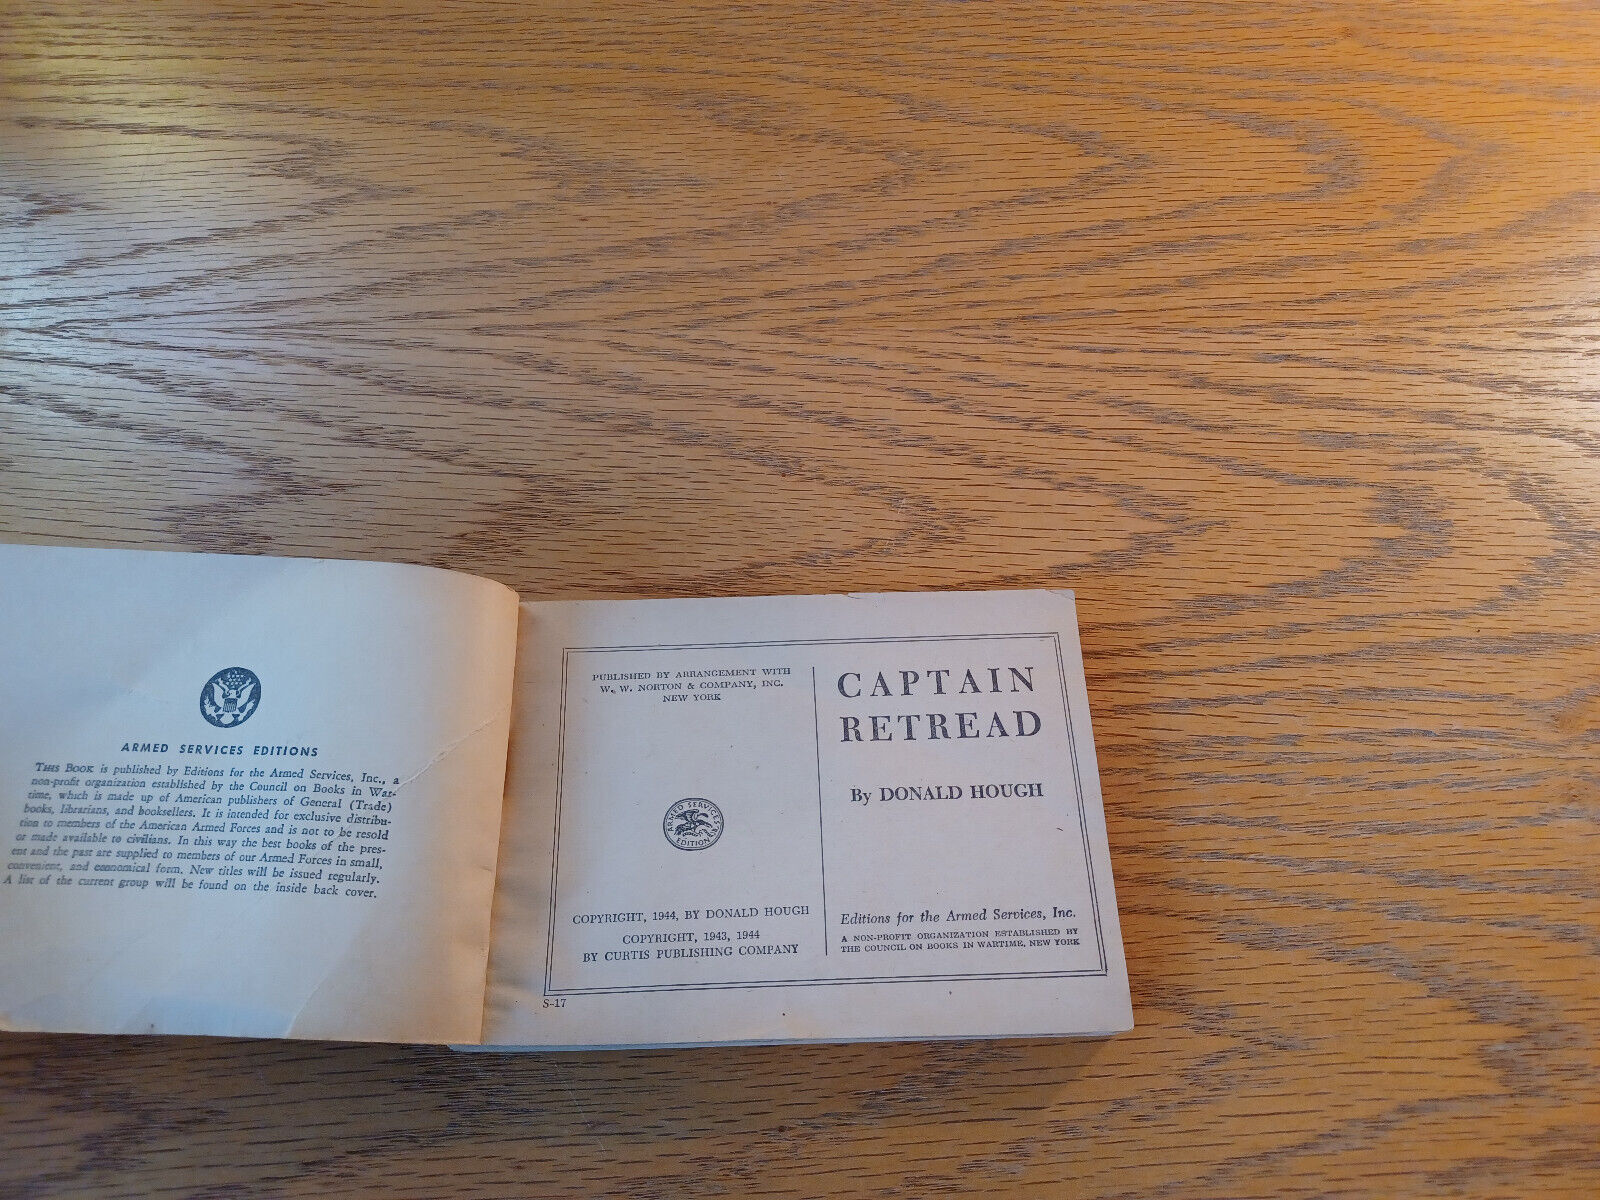 ARMED SERVICES EDITIONS
THIS BOOK is published by Editions for the Armed Services, Inc., a
non-profit organization established by the Council on Books in War-
time, which is made up of American publishers of General (Trade)
books, librarians, and booksellers. It is intended for exclusive distribu-
tion to members of the American Armed Forces and is not to be resold
or made available to civilians. In this way the best books of the pres-
ent and the past are supplied to members of our Armed Forces in small,
convenient, and economical form. New titles will be issued regularly.
A list of the current group will be found on the inside back cover.
PUBLISHED BY ARRANGEMENT WITH
W. W. NORTON & COMPANY, INC.
NEW YORK
ARMED SERVICES
EDITION
COPYRIGHT, 1944, BY DONALD HOUGH
COPYRIGHT, 1943, 1944
BY CURTIS PUBLISHING COMPANY
S-17
CAPTAIN
RETREAD
By DONALD HOUGH
Editions for the Armed Services, Inc.
A NON-PROFIT ORGANIZATION ESTABLISHED BY
THE COUNCIL ON BOOKS IN WARTIME, NEW YORK